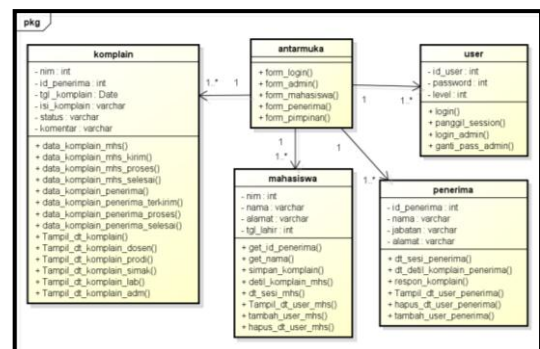 pkg
komplain
- nim : int
- id_penerima : int
- tgl_komplain : Date
- isi_komplain : varchar
- status : varchar
- komentar : varchar
+ data_komplain_mhs()
+ data_komplain_mhs_kirim()
+ data_komplain_mhs_proses()
+ data_komplain_mhs_selesai()
+ data_komplain_penerima()
+ data_komplain_penerima_terkirim()
+ data_komplain_penerima_proses()
+ data_komplain_penerima_selesai()
+ Tampil_dt_komplain()
+ Tampil_dt_komplain_dosen()
+ Tampil_dt_komplain_prodi()
+ Tampil_dt_komplain_simak()
+ Tampil_dt_komplain_lab()
+ Tampil_dt_komplain_adm()
1..*
1
antarmuka
+ form_login()
+ form_admin()
+ form_mahasiswa()
+ form_penerima()
+ form_pimpinan()
1
1..*
user
- id_user : int
- password : int
- level : int
+ login()
+ panggil_session()
+ login_admin()
+ ganti_pass_admin()
1
1..*
mahasiswa
- nim : int
- nama : varchar
- alamat : varchar
- tgl_lahir : int
+ get_id_penerima()
+ get_nama()
+ simpan_komplain()
+ detil_komplain_mhs()
+ dt_sesi_mhs()
+ Tampil_dt_user_mhs()
+ tambah_user_mhs()
+ hapus_dt_user_mhs()
1
1..*
penerima
- id_penerima : int
- nama : varchar
- jabatan : varchar
- alamat : varchar
+ dt_sesi_penerima()
+ dt_detil_komplain_penerima()
+ respon_komplain()
+ Tampil_dt_user_penerima()
+ hapus_dt_user_penerima()
+ tambah_user_penerima()